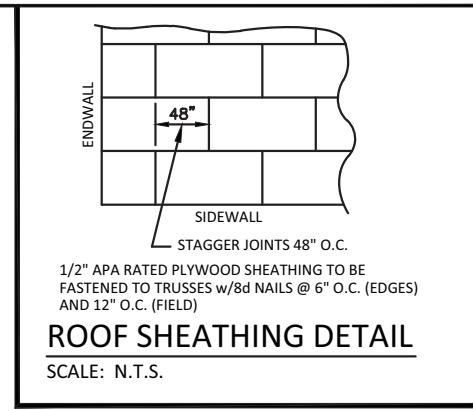 48"
ENDWALL
SIDEWALL
STAGGER JOINTS 48" O.C.
1/2" APA RATED PLYWOOD SHEATHING TO BE
FASTENED TO TRUSSES w/8d NAILS @ 6" O.C. (EDGES)
AND 12" O.C. (FIELD)
ROOF SHEATHING DETAIL
SCALE: N.T.S.